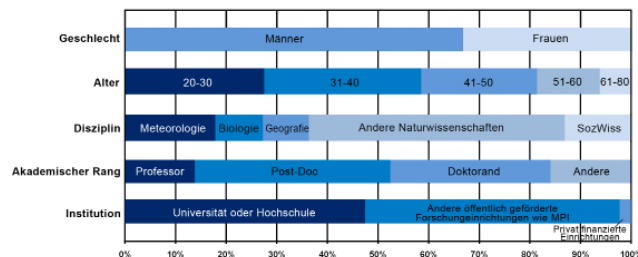 Geschlecht Männer Frauen
Alter 20-30 31-40 41-50 51-60 61-80
Disziplin Meteorologie Biologie Geografie Andere Naturwissenschaften SozWiss
Akademischer Rang Professor Post-Doc Doktorand Andere
Institution Universität oder Hochschule Andere öffentlich geförderte
Forschungeinrichtungen wie MPI
Privat finanzierte
Einrichtungen
0% 10% 20% 30% 40% 50% 60% 70% 80% 90% 100%